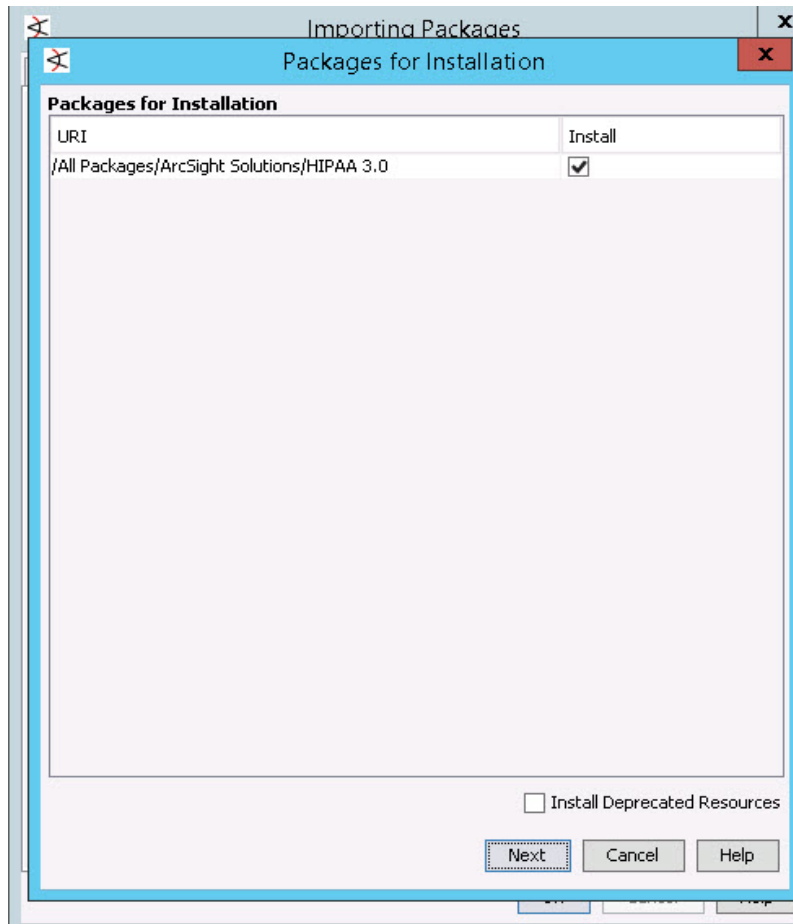 Importing Packages
x
Packages for Installation
x
Packages for Installation
URI Install
/All Packages/ArcSight Solutions/HIPAA 3.0
Install Deprecated Resources
Next Cancel Help